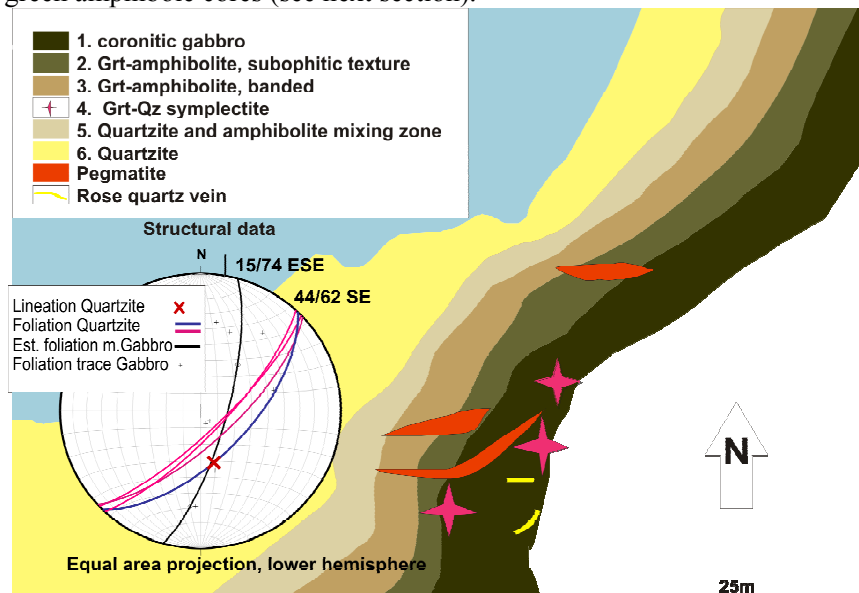 green amphibole cores (see next section).
1. coronitic gabbro
2. Grt-amphibolite, subophitic texture
3. Grt-amphibolite, banded
4. Grt-Qz symplectite
5. Quartzite and amphibolite mixing zone
6. Quartzite
Pegmatite
Rose quartz vein
Structural data
N
15/74 ESE
44/62 SE
Lineation Quartzite
Foliation Quartzite
Est. foliation m.Gabbro
Foliation trace Gabbro
Equal area projection, lower hemisphere
N
25m